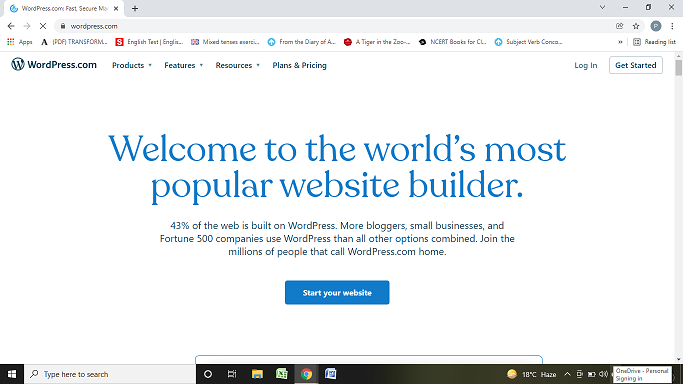 WordPress.com: Fast, Secure Ma
wordpress.com
P
Apps
(PDF) TRANSFORM...
English Test | Englis...
Mixed tenses exerci...
From the Diary of A...
A Tiger in the Zoo-...
NCERT Books for Cl...
Subject Verb Conco...
»
Reading list
WordPress.com
Products
Features
Resources
Plans & Pricing
Log In
Get Started
Welcome to the world's most
popular website builder.
43% of the web is built on WordPress. More bloggers, small businesses, and
Fortune 500 companies use WordPress than all other options combined. Join the
millions of people that call WordPress.com home.
Start your website
Type here to search
18°C Haze
OneDrive - Personal
Signing in